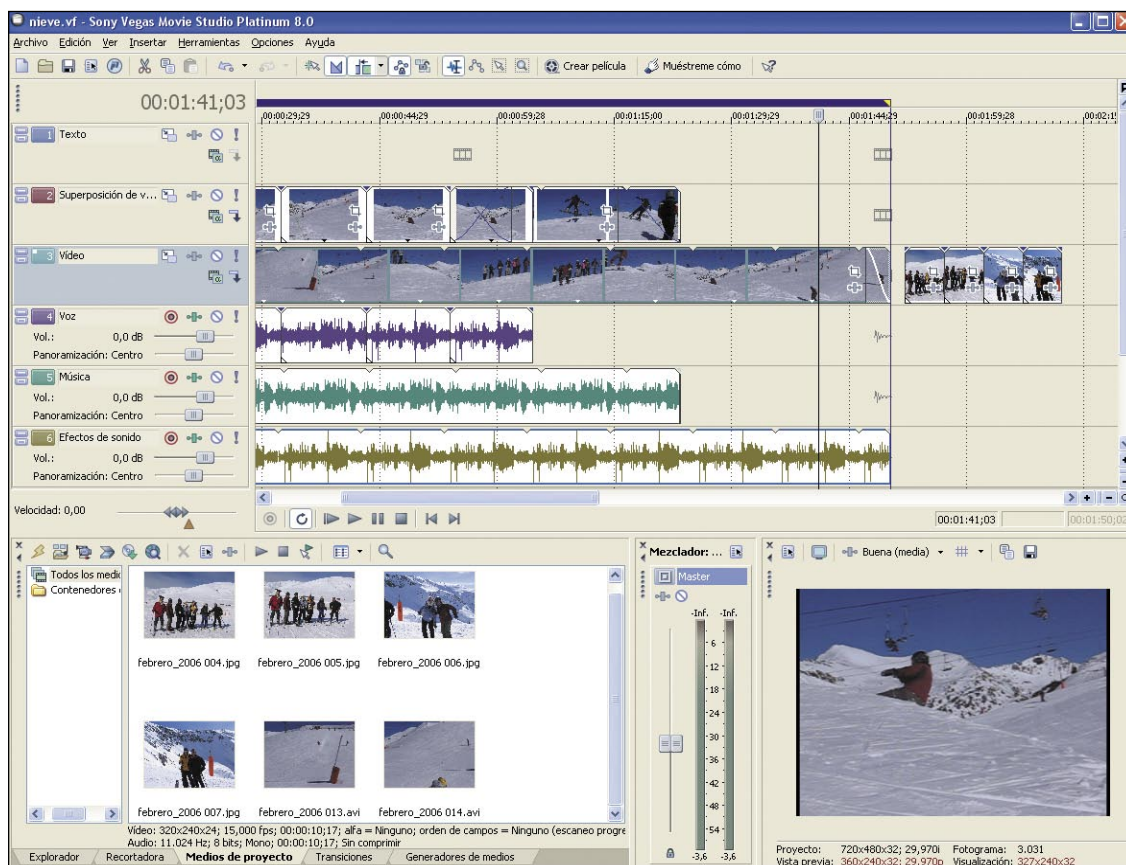 nieve.vf - Sony Vegas Movie Studio Platinum 8.0
Archivo Edición Ver Insertar Herramientas Opciones Ayuda
Crear película Muéstreme cómo
00:01:41;03
00:00:29;29 00:00:44;29 00:00:59;28 00:01:15;00 00:01:29;29 00:01:44;29 00:01:59;28 00:02:15
1 Texto
2 Superposición de v...
3 Vídeo
4 Voz
Vol.: 0,0 dB
Panoramización: Centro
5 Música
Vol.: 0,0 dB
Panoramización: Centro
6 Efectos de sonido
Vol.: 0,0 dB
Panoramización: Centro
Velocidad: 0,00
00:01:41;03 00:01:50;02
Todos los medi
Contenedores
febrero_2006 004.jpg febrero_2006 005.jpg febrero_2006 006.jpg
febrero_2006 007.jpg febrero_2006 013.avi febrero_2006 014.avi
Vídeo: 320x240x24; 15,000 fps; 00:00:10;17; alfa = Ninguno; orden de campos = Ninguno (escaneo progre
Audio: 11.024 Hz; 8 bits; Mono; 00:00:10;17; Sin comprimir
Explorador Recortadora Medios de proyecto Transiciones Generadores de medios
Mezclador: ...
Master
-Inf. -Inf.
6
12
18
24
30
36
42
48
54
-3,6 -3,6
Buena (media)
Proyecto: 720x480x32; 29,970i Fotograma: 3.031
Vista previa: 360x240x32; 29,970p Visualización: 327x240x32